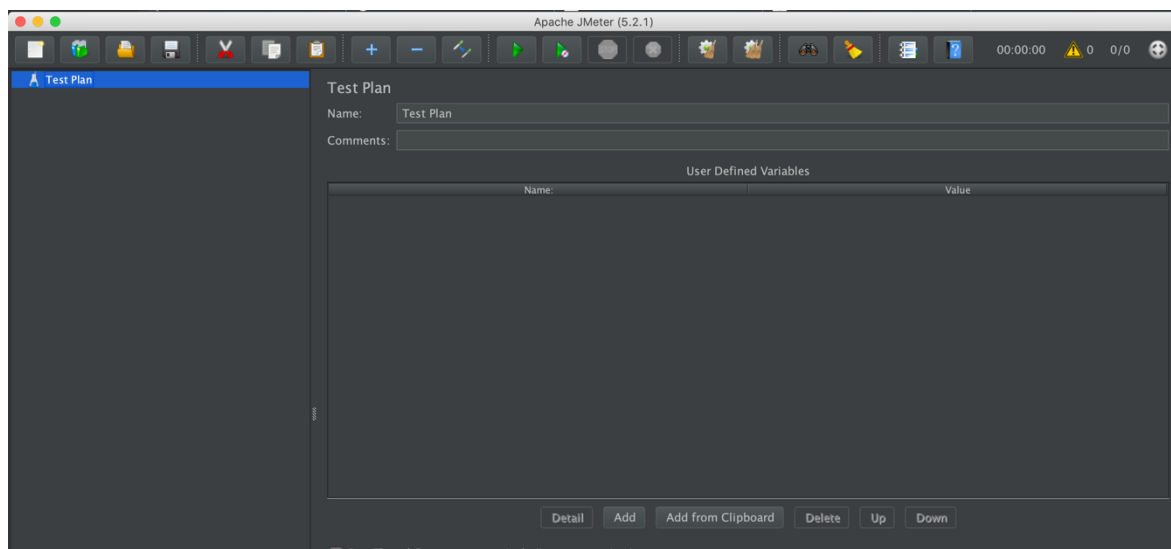 Apache JMeter (5.2.1)
00:00:00 0 0/0
Test Plan
Test Plan
Name: Test Plan
Comments:
User Defined Variables
Name: Value
Detail Add Add from Clipboard Delete Up Down